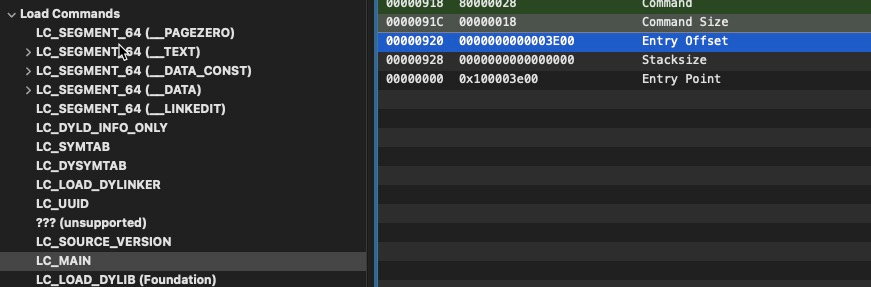 Load Commands
LC_SEGMENT_64 (__PAGEZERO)
LC_SEGMENT_64 (__TEXT)
LC_SEGMENT_64 (__DATA_CONST)
LC_SEGMENT_64 (__DATA)
LC_SEGMENT_64 (__LINKEDIT)
LC_DYLD_INFO_ONLY
LC_SYMTAB
LC_DYSYMTAB
LC_LOAD_DYLINKER
LC_UUID
??? (unsupported)
LC_SOURCE_VERSION
LC_MAIN
LC_LOAD_DYLIB (Foundation)
00000918 80000028 Command
0000091C 00000018 Command Size
00000920 0000000000003E00 Entry Offset
00000928 0000000000000000 Stacksize
00000000 0x100003e00 Entry Point